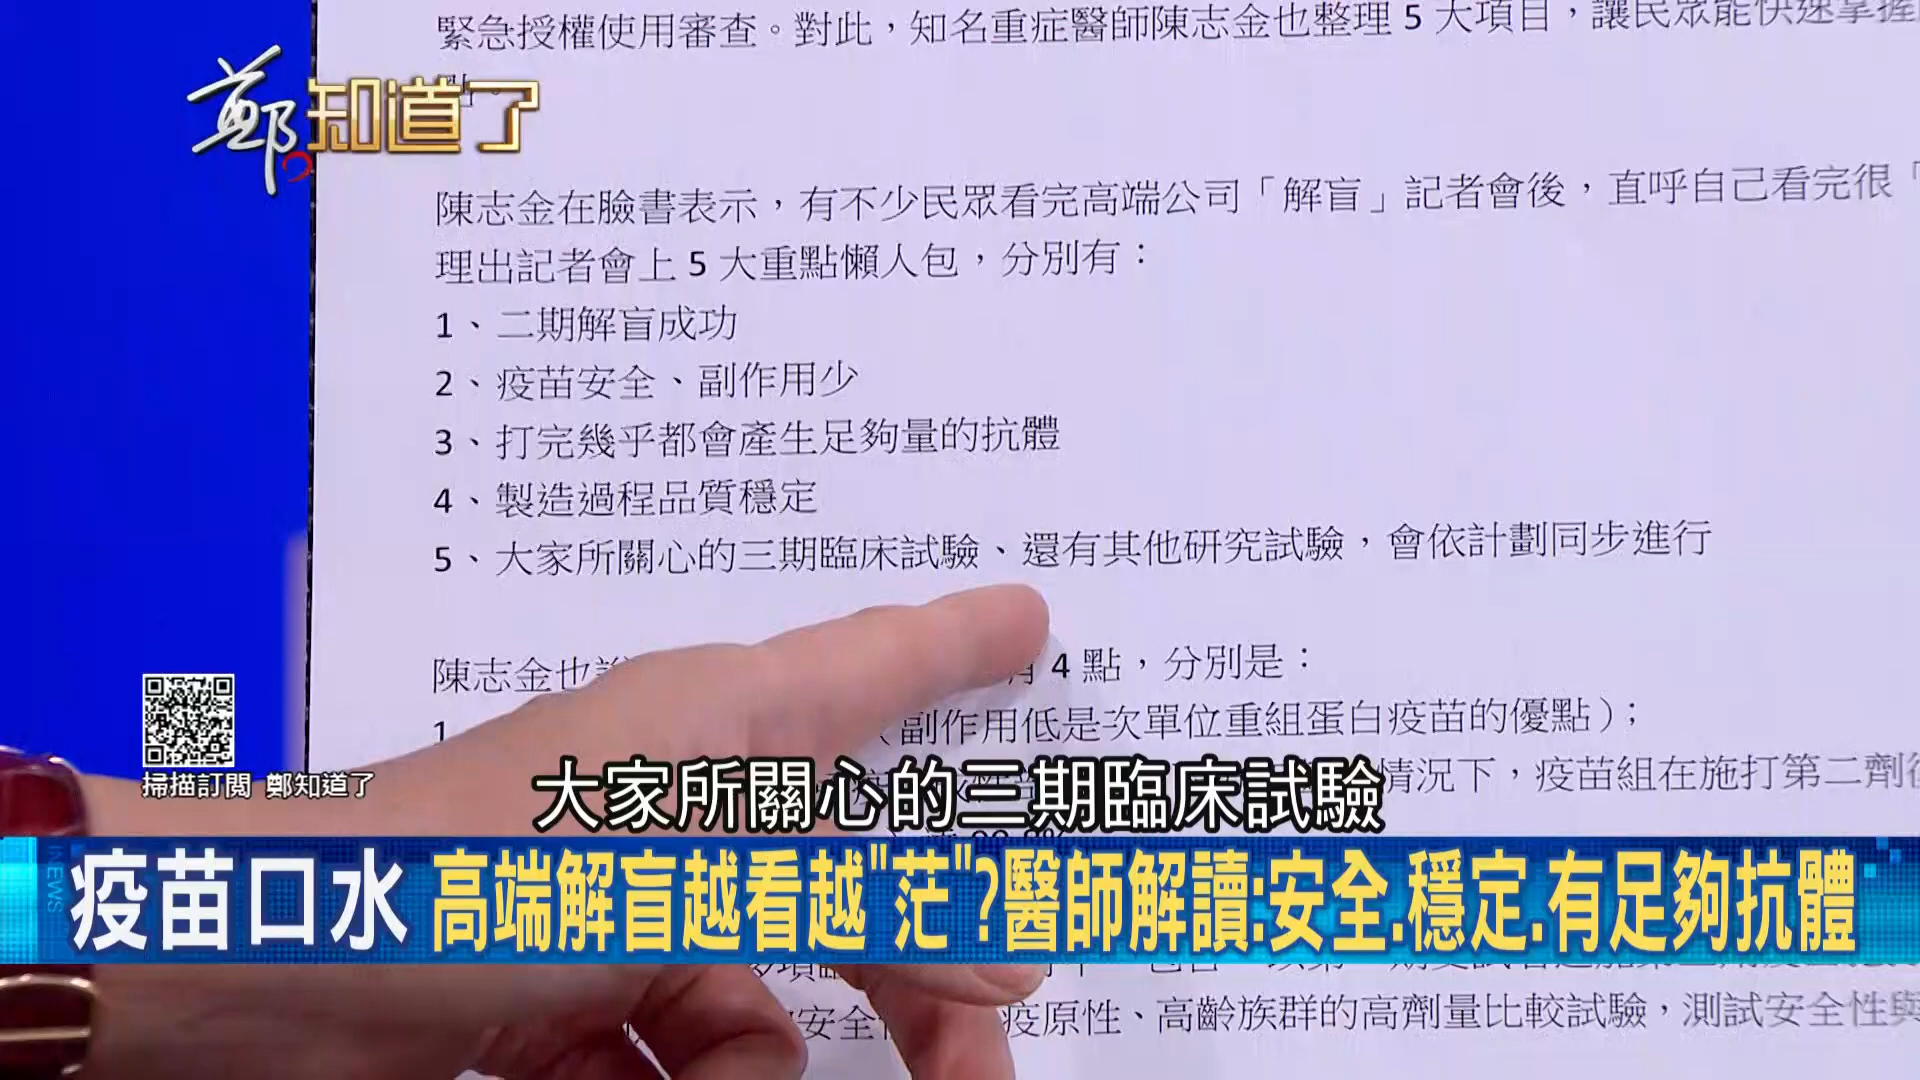 緊急授權使用審查。對此，知名重症醫師陳志金也整理 5 大項目，讓民眾能快速掌握
鄭知道了
陳志金在臉書表示，有不少民眾看完高端公司「解盲」記者會後，直呼自己看完很「
理出記者會上 5 大重點懶人包，分別有：
1、二期解盲成功
2、疫苗安全、副作用少
3、打完幾乎都會產生足夠量的抗體
4、製造過程品質穩定
5、大家所關心的三期臨床試驗、還有其他研究試驗，會依計劃同步進行
陳志金也 有 4 點，分別是：
1 （副作用低是次單位重組蛋白疫苗的優點）；
情況下，疫苗組在施打第二劑後
掃描訂閱 鄭知道了
大家所關心的三期臨床試驗
NEWS
疫苗口水 高端解盲越看越"茫"?醫師解讀:安全.穩定.有足夠抗體
安全 疫原性、高齡族群的高劑量比較試驗，測試安全性與